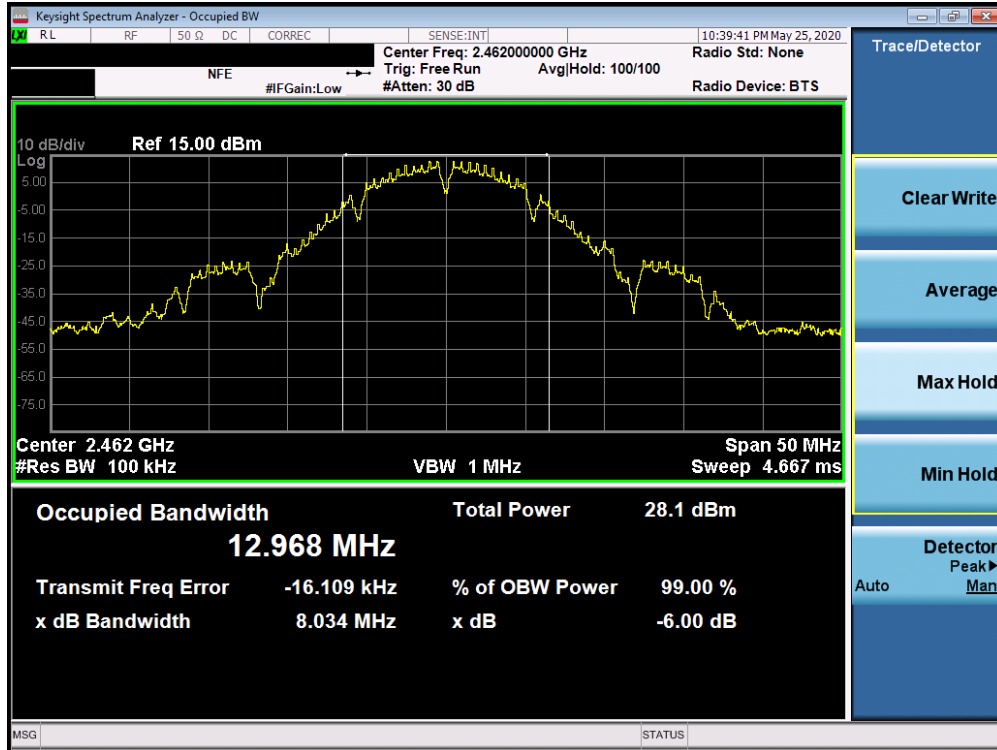 Keysight Spectrum Analyzer - Occupied BW
LXI RL RF 50 Ω DC CORREC SENSE:INT 10:39:41 PM May 25, 2020
Center Freq: 2.462000000 GHz Radio Std: None
NFE Trig: Free Run Avg|Hold: 100/100
#IFGain:Low #Atten: 30 dB Radio Device: BTS
10 dB/div Ref 15.00 dBm
Log
5.00
-5.00
-15.0
-25.0
-35.0
-45.0
-55.0
-65.0
-75.0
Center 2.462 GHz Span 50 MHz
#Res BW 100 kHz VBW 1 MHz Sweep 4.667 ms
Occupied Bandwidth Total Power 28.1 dBm
12.968 MHz
Transmit Freq Error -16.109 kHz % of OBW Power 99.00 %
x dB Bandwidth 8.034 MHz x dB -6.00 dB
MSG STATUS
Trace/Detector
Clear Write
Average
Max Hold
Min Hold
Detector
Peak▶
Auto Man